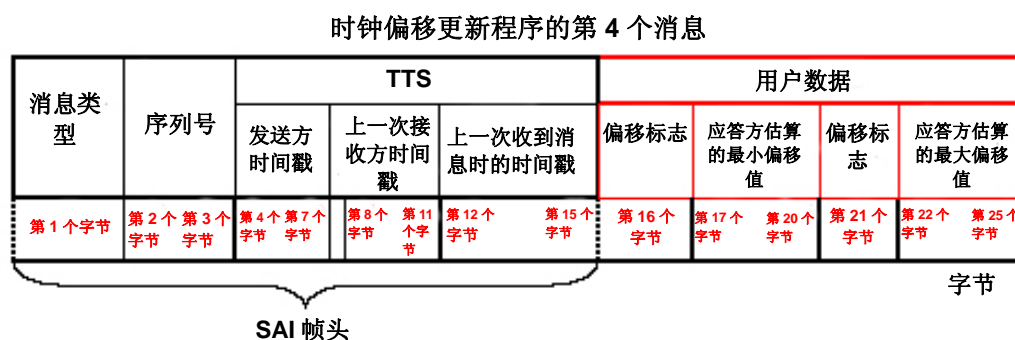 时钟偏移更新程序的第 4 个消息
消息类
型
序列号
TTS
用户数据
发送方
时间戳
上一次接
收方时间
戳
上一次收到消
息时的时间戳
偏移标志
应答方估算
的最小偏移
值
偏移标
志
应答方估算
的最大偏移
值
第 1 个字节
第 2 个
字节
第 3 个
字节
第 4 个
字节
第 7 个
字节
第 8 个
字节
第 11
个字
节
第 12 个
字节
第 15 个
字节
第 16 个
字节
第 17 个
字节
第 20 个
字节
第 21 个
字节
第 22 个
字节
第 25 个
字节
字节
SAI 帧头